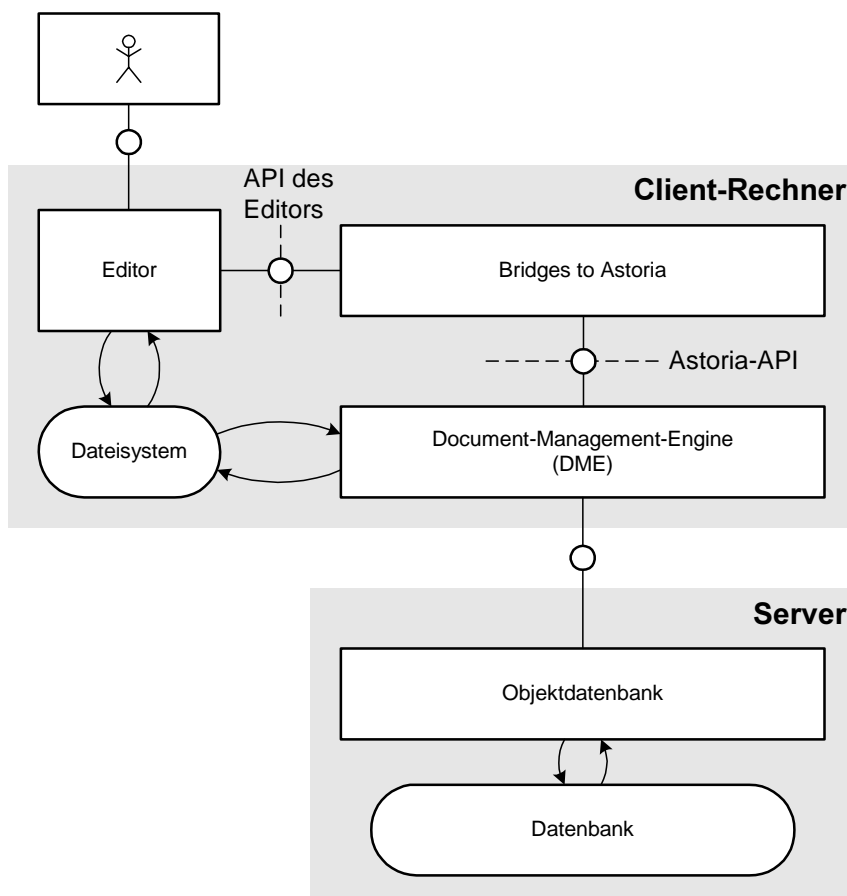 API des
Editors
Client-Rechner
Editor
Bridges to Astoria
Astoria-API
Dateisystem
Document-Management-Engine
(DME)
Server
Objektdatenbank
Datenbank